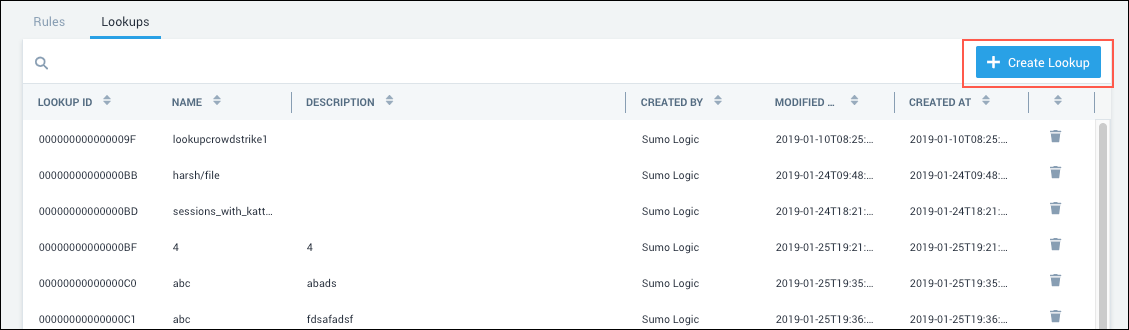 Rules Lookups
+ Create Lookup
LOOKUP ID NAME DESCRIPTION CREATED BY MODIFIED ... CREATED AT
000000000000009F lookupcrowdstrike1 Sumo Logic 2019-01-10T08:25:... 2019-01-10T08:25:...
00000000000000BB harsh/file Sumo Logic 2019-01-24T09:48:... 2019-01-24T09:48:...
00000000000000BD sessions_with_katt... Sumo Logic 2019-01-24T18:21:... 2019-01-24T18:21:...
00000000000000BF 4 4 Sumo Logic 2019-01-25T19:21:... 2019-01-25T19:21:...
00000000000000C0 abc abads Sumo Logic 2019-01-25T19:35:... 2019-01-25T19:35:...
00000000000000C1 abc fdsafadsf Sumo Logic 2019-01-25T19:36:... 2019-01-25T19:36:...